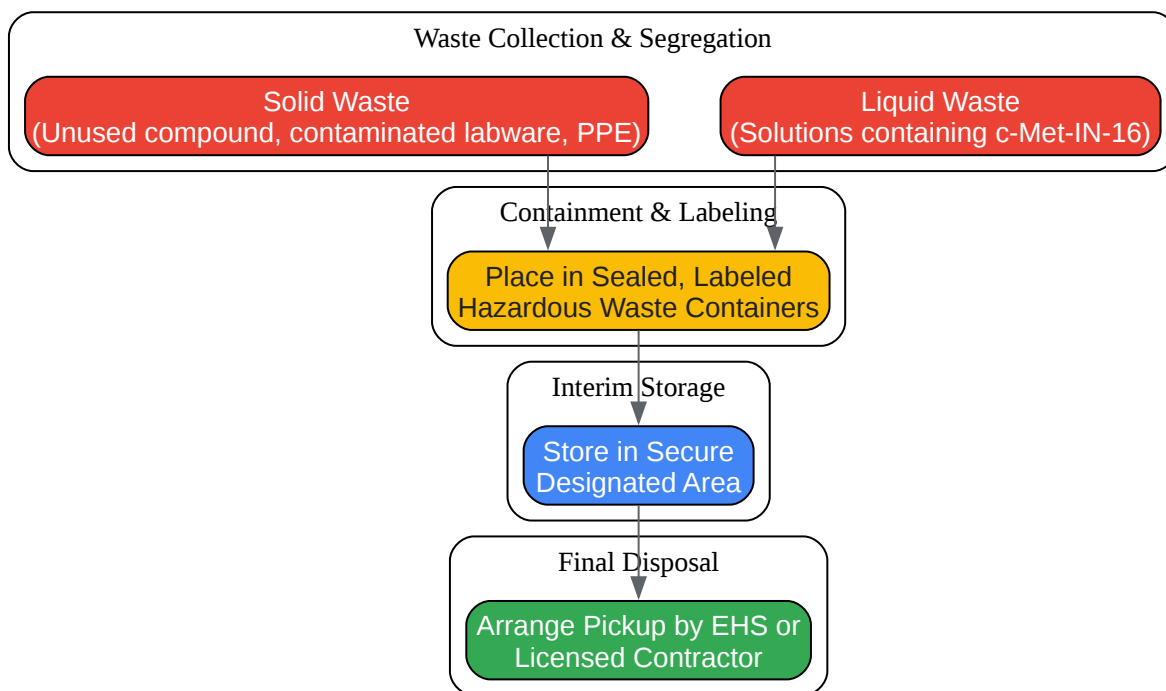 Waste Collection & Segregation
Solid Waste
(Unused compound, contaminated labware, PPE)
Liquid Waste
(Solutions containing c-Met-IN-16)
Containment & Labeling
Place in Sealed, Labeled
Hazardous Waste Containers
Interim Storage
Store in Secure
Designated Area
Final Disposal
Arrange Pickup by EHS or
Licensed Contractor